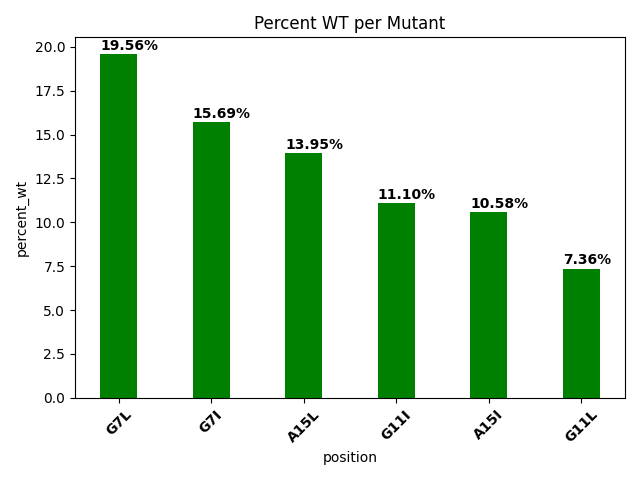 Percent WT per Mutant
percent_wt
20.0
17.5
15.0
12.5
10.0
7.5
5.0
2.5
0.0
19.56%
15.69%
13.95%
11.10%
10.58%
7.36%
G7L
G7I
A15L
G11I
A15I
G11L
position